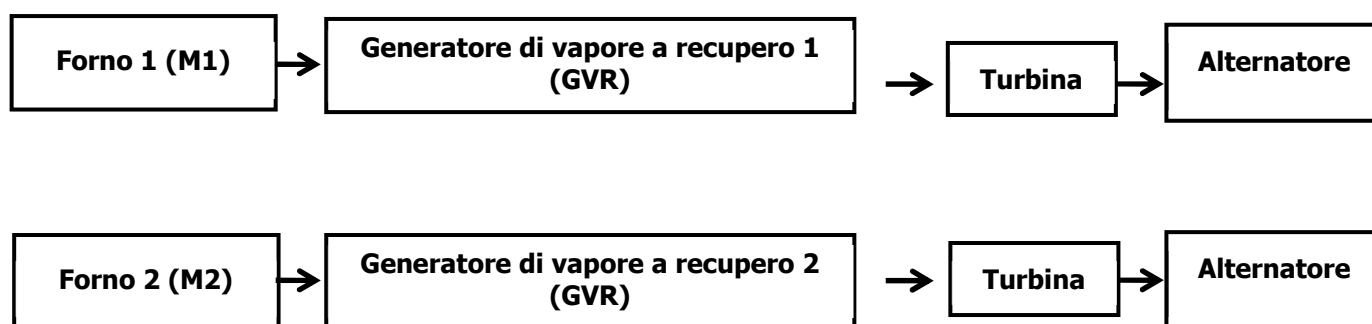 Forno 1 (M1)
Generatore di vapore a recupero 1
(GVR)
Turbina
Alternatore
Forno 2 (M2)
Generatore di vapore a recupero 2
(GVR)
Turbina
Alternatore